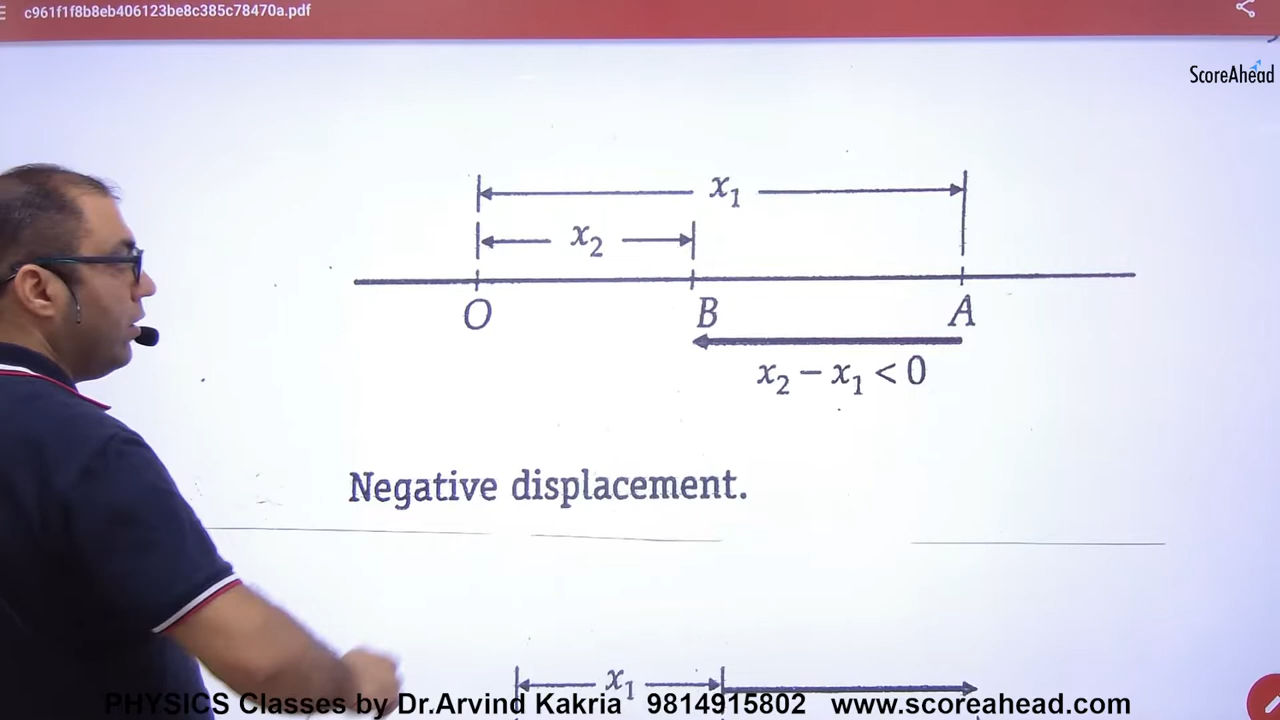 c961f1f8b8eb406123be8c385c78470a.pdf
ScoreAhead
x₁
x₂
O B A
x₂ − x₁ < 0
Negative displacement.
x₁
PHYSICS Classes by Dr.Arvind Kakria 9814915802 www.scoreahead.com